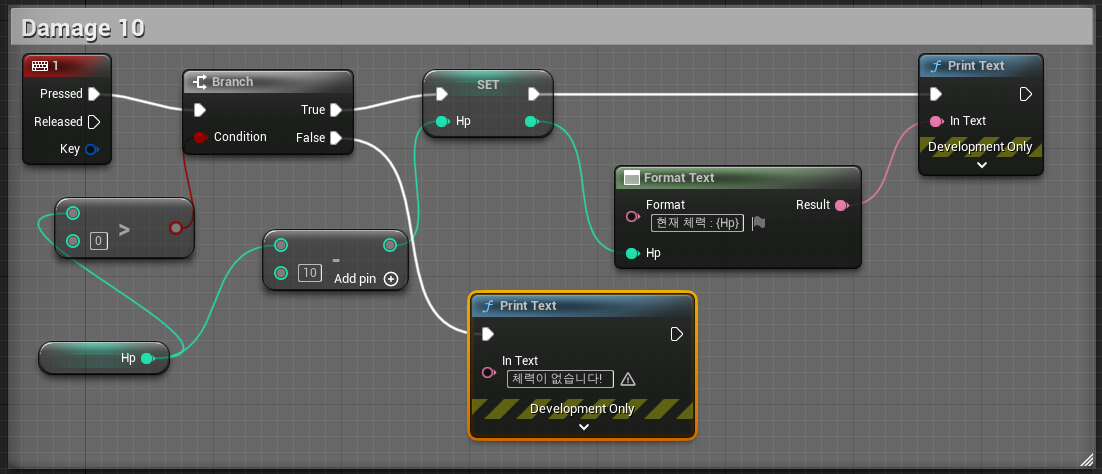 Damage 10
1
Pressed
Released
Key
Branch
Condition
True
False
SET
Hp
Print Text
In Text
Development Only
Format Text
Format
현재 체력 : {Hp}
Result
Hp
>
0
-
10
Add pin
Hp
Print Text
In Text
체력이 없습니다!
Development Only